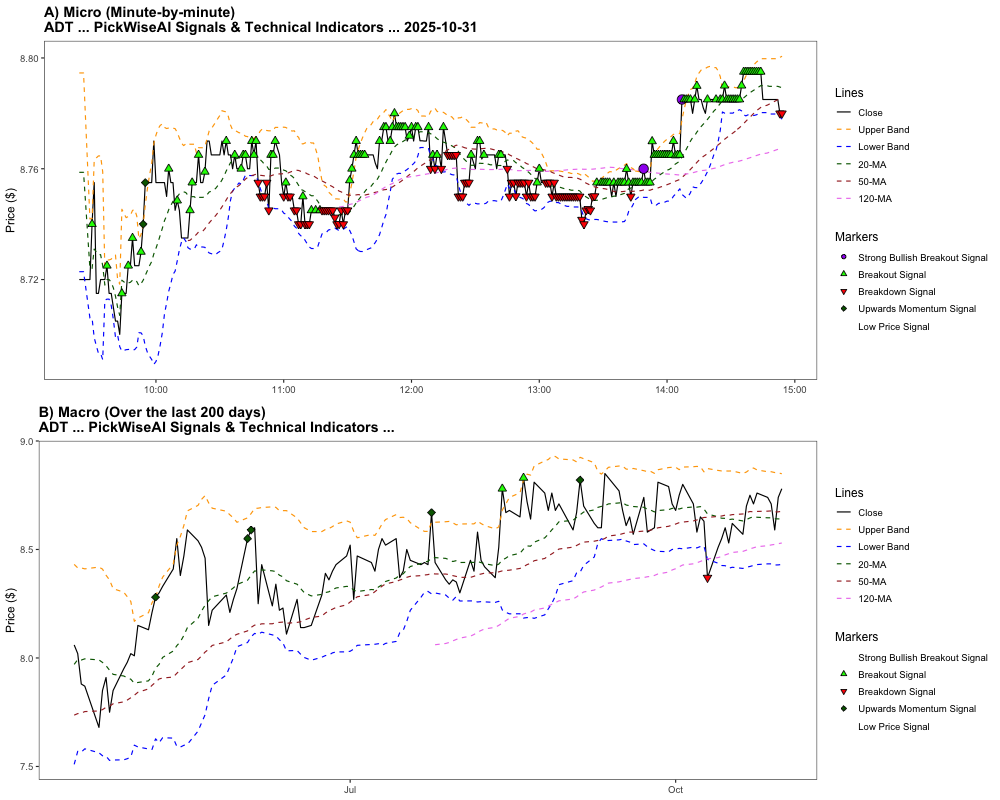 A) Micro (Minute-by-minute)
ADT ... PickWiseAI Signals & Technical Indicators ... 2025-10-31
8.80
8.76
8.72
Price ($)
10:00
11:00
12:00
13:00
14:00
15:00
Lines
Close
Upper Band
Lower Band
20-MA
50-MA
120-MA
Markers
Strong Bullish Breakout Signal
Breakout Signal
Breakdown Signal
Upwards Momentum Signal
Low Price Signal
B) Macro (Over the last 200 days)
ADT ... PickWiseAI Signals & Technical Indicators ...
9.0
8.5
8.0
7.5
Price ($)
Jul
Oct
Lines
Close
Upper Band
Lower Band
20-MA
50-MA
120-MA
Markers
Strong Bullish Breakout Signal
Breakout Signal
Breakdown Signal
Upwards Momentum Signal
Low Price Signal